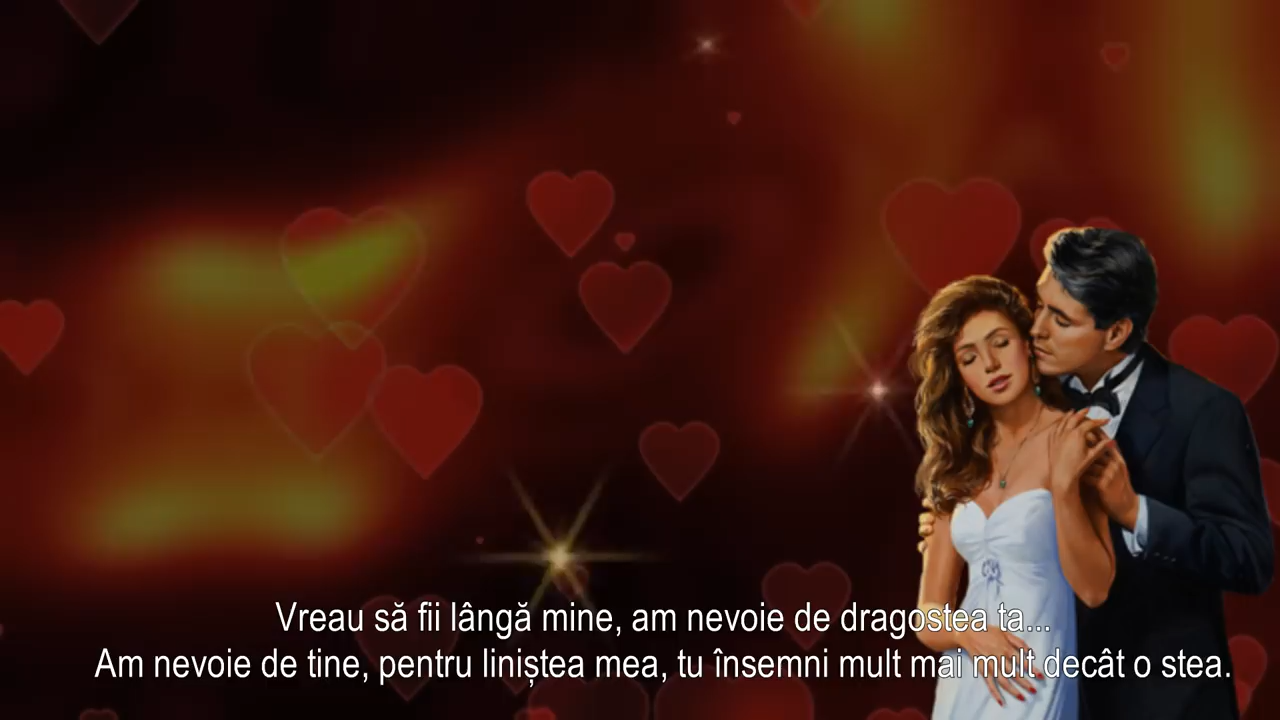 Vreau să fii lângă mine, am nevoie de dragostea ta...
Am nevoie de tine, pentru liniștea mea, tu însemni mult mai mult decât o stea.